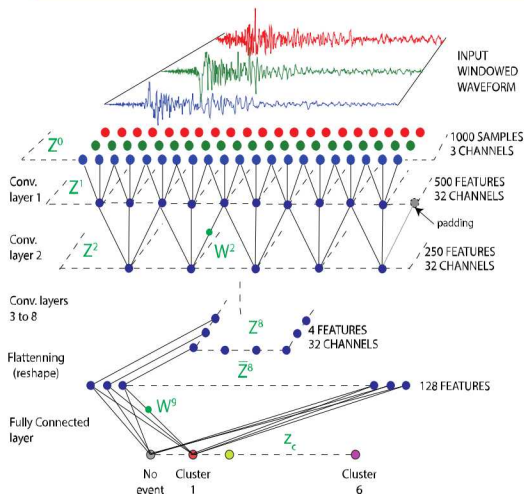 INPUT
WINDOWED
WAVEFORM
Z⁰
1000 SAMPLES
3 CHANNELS
Conv.
layer 1
Z¹
500 FEATURES
32 CHANNELS
padding
Conv.
layer 2
Z²
W²
250 FEATURES
32 CHANNELS
Conv. layers
3 to 8
Z⁸
4 FEATURES
32 CHANNELS
Flattenning
(reshape)
Z̅⁸
128 FEATURES
W⁹
Fully Connected
layer
z_c
No
event
Cluster
1
Cluster
6